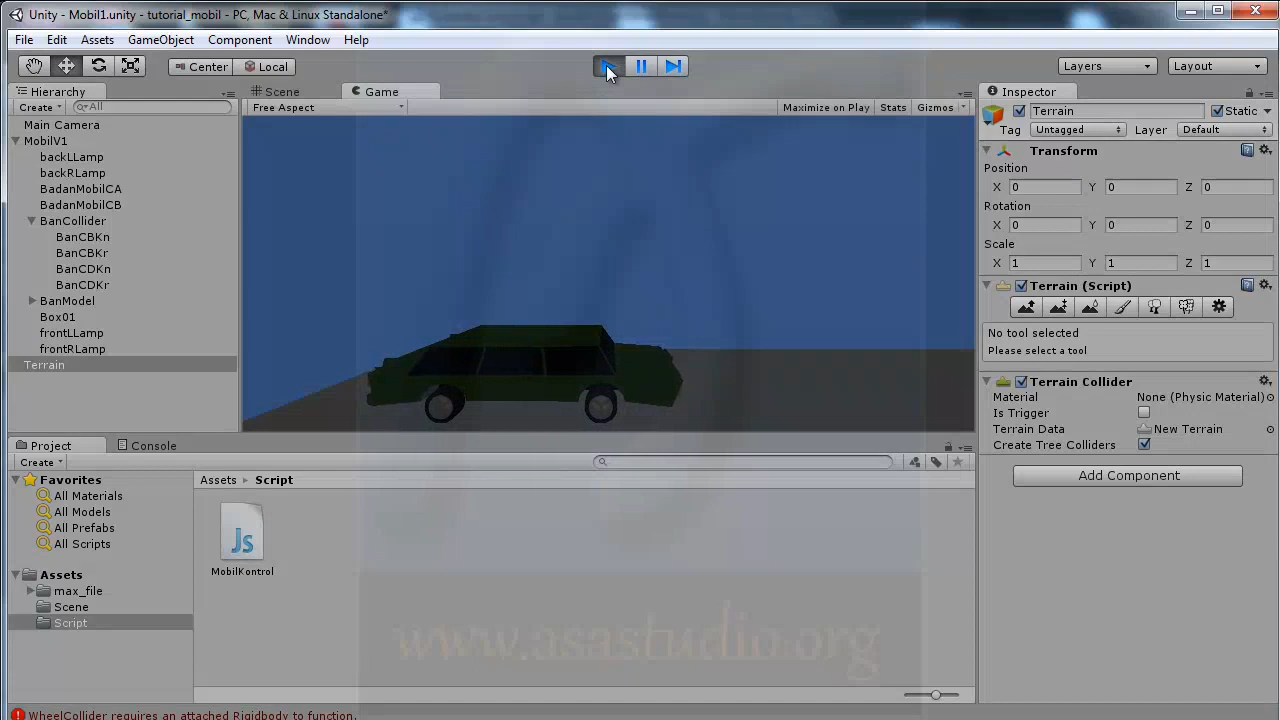 Unity - Mobil1.unity - tutorial_mobil - PC, Mac & Linux Standalone*
File Edit Assets GameObject Component Window Help
Center Local Layers Layout
Hierarchy
Create All
Main Camera
MobilV1
backLLamp
backRLamp
BadanMobilCA
BadanMobilCB
BanCollider
BanCBKn
BanCBKr
BanCDKn
BanCDKr
BanModel
Box01
frontLLamp
frontRLamp
Terrain
Scene Game
Free Aspect Maximize on Play Stats Gizmos
Inspector
Terrain Static
Tag Untagged Layer Default
Transform
Position
X 0 Y 0 Z 0
Rotation
X 0 Y 0 Z 0
Scale
X 1 Y 1 Z 1
Terrain (Script)
No tool selected
Please select a tool
Terrain Collider
Material None (Physic Material)
Is Trigger
Terrain Data New Terrain
Create Tree Colliders
Add Component
Project Console
Create
Favorites
All Materials
All Models
All Prefabs
All Scripts
Assets
max_file
Scene
Script
Assets Script
Js
MobilKontrol
www.asastudio.org
WheelCollider requires an attached Rigidbody to function.